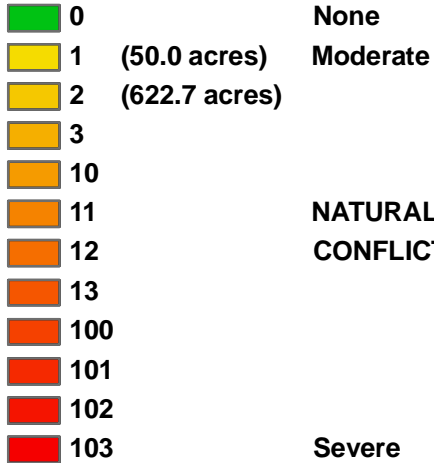 0 None
1 (50.0 acres) Moderate
2 (622.7 acres)
3
10
11 NATURAL
12
13
100
101
102
103 Severe